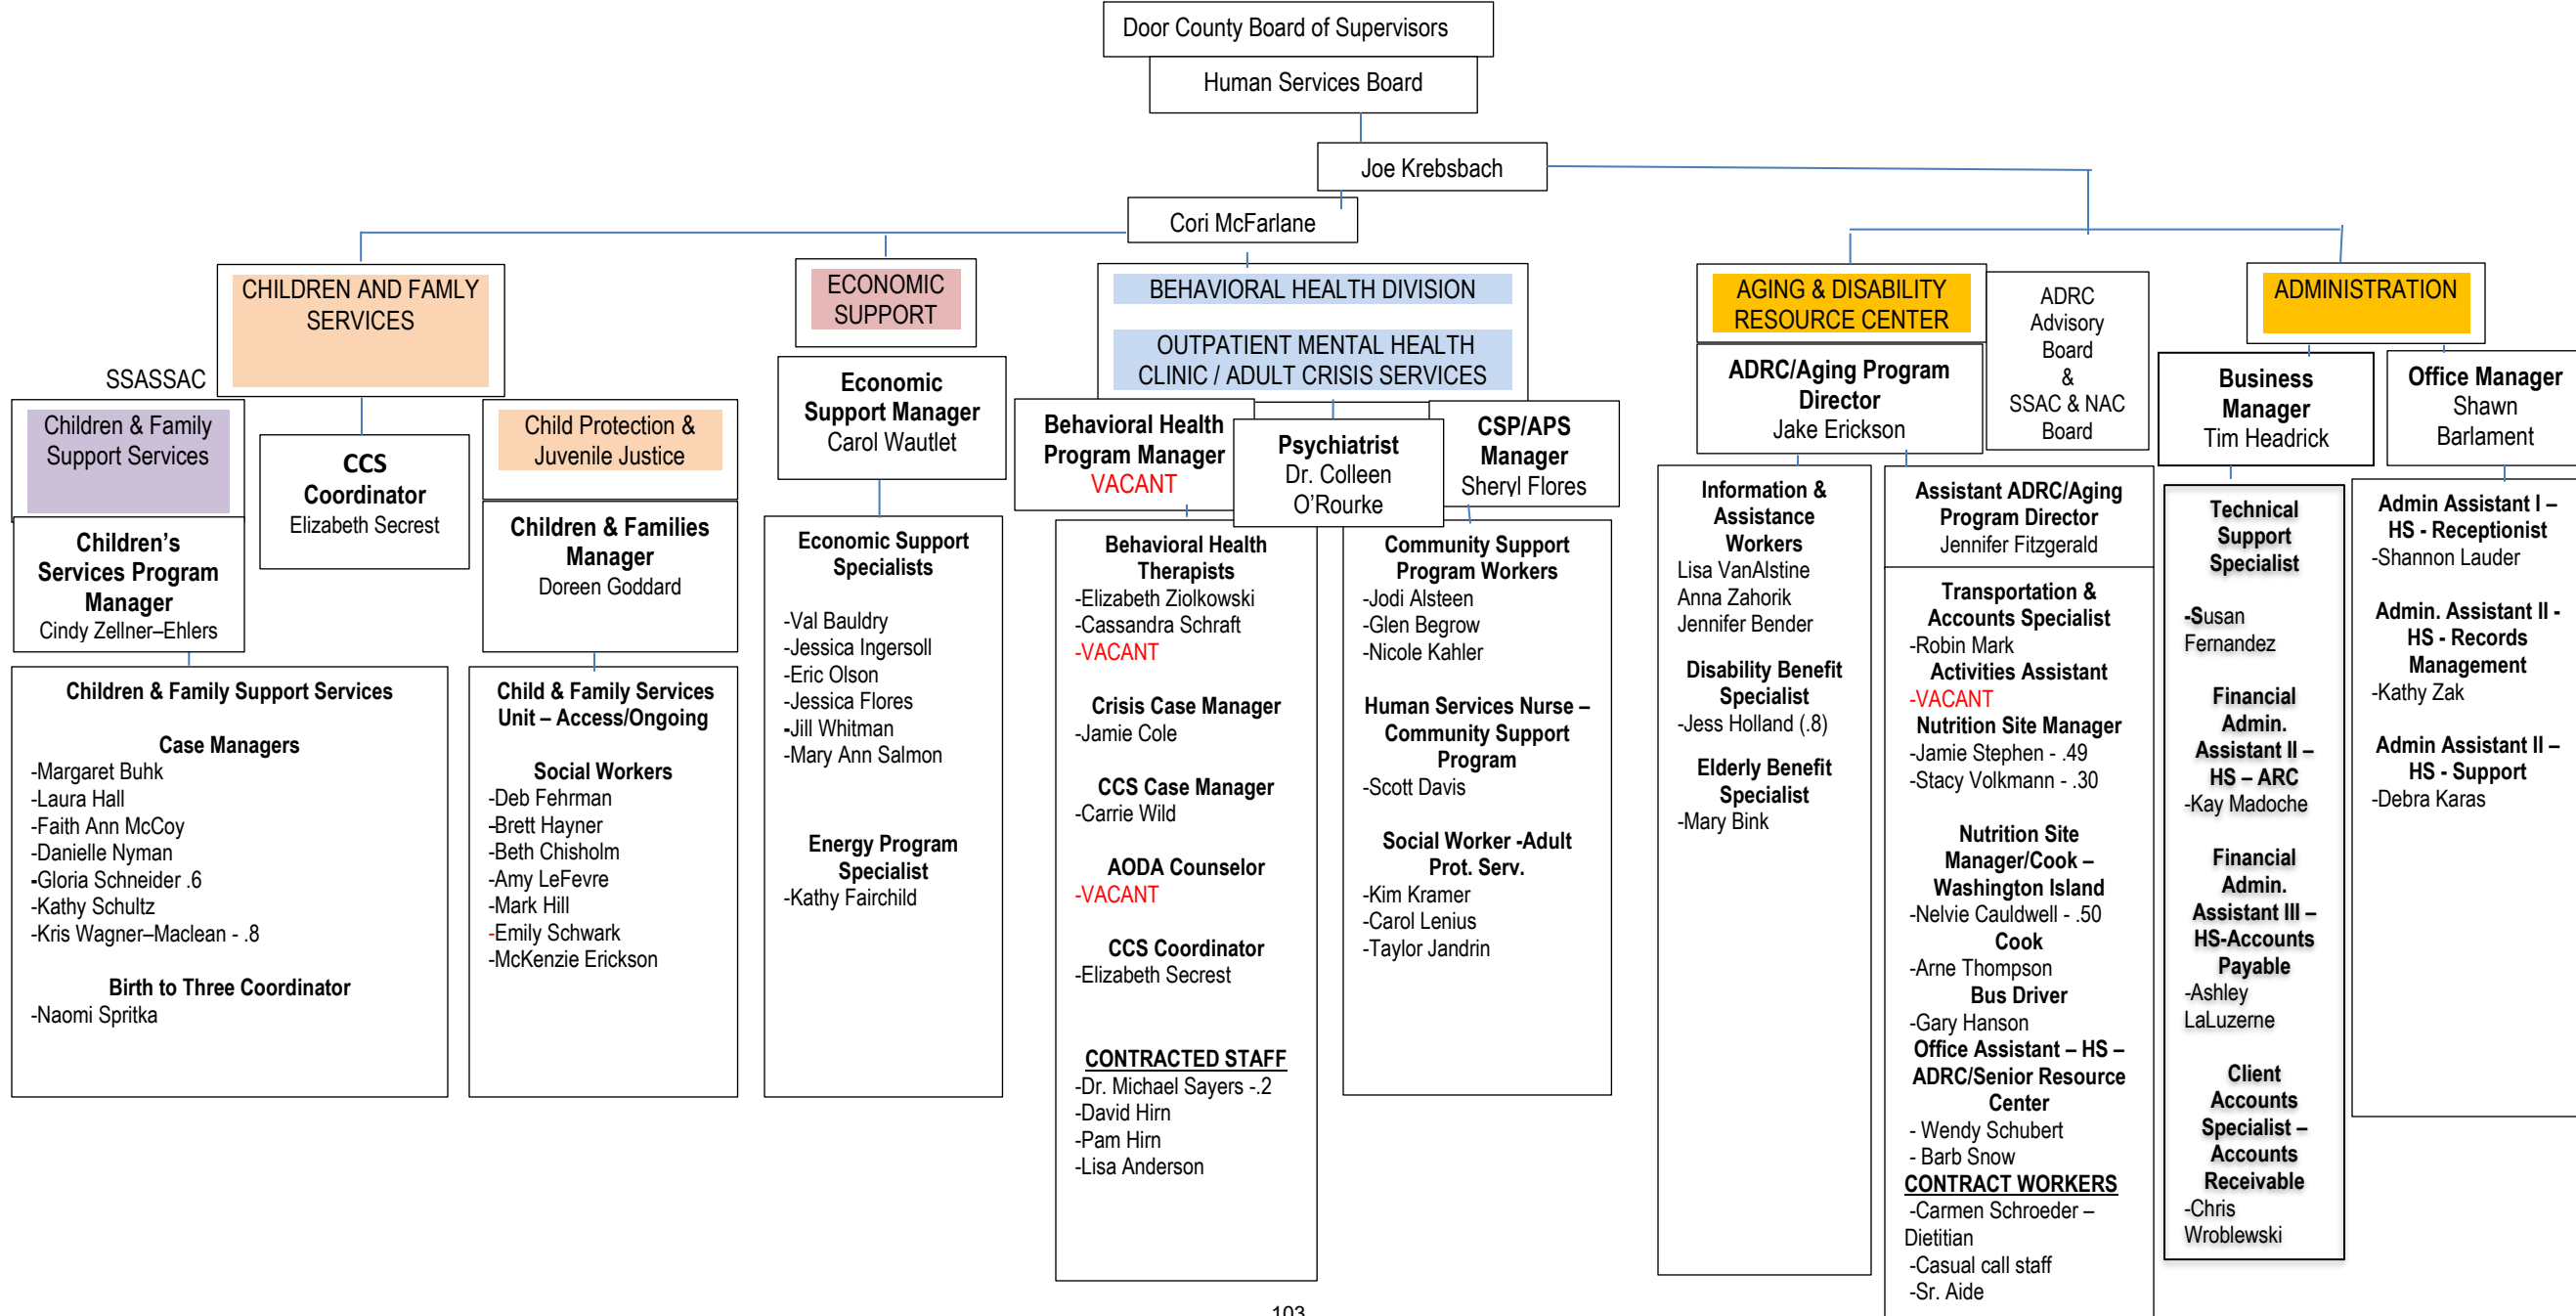 Door County Board of Supervisors
Human Services Board
Joe Krebsbach
Cori McFarlane
CHILDREN AND FAMLY
SERVICES
SSASSAC
Children & Family
Support Services
Children's
Services Program
Manager
Cindy Zellner–Ehlers
CCS
Coordinator
Elizabeth Secrest
Child Protection &
Juvenile Justice
Children & Families
Manager
Doreen Goddard
Children & Family Support Services
Case Managers
-Margaret Buhk
-Laura Hall
-Faith Ann McCoy
-Danielle Nyman
-Gloria Schneider .6
-Kathy Schultz
-Kris Wagner–Maclean - .8
Birth to Three Coordinator
-Naomi Spritka
Child & Family Services
Unit – Access/Ongoing
Social Workers
-Deb Fehrman
-Brett Hayner
-Beth Chisholm
-Amy LeFevre
-Mark Hill
-Emily Schwark
-McKenzie Erickson
ECONOMIC
SUPPORT
Economic
Support Manager
Carol Wautlet
Economic Support
Specialists
-Val Bauldry
-Jessica Ingersoll
-Eric Olson
-Jessica Flores
-Jill Whitman
-Mary Ann Salmon
Energy Program
Specialist
-Kathy Fairchild
BEHAVIORAL HEALTH DIVISION
OUTPATIENT MENTAL HEALTH
CLINIC / ADULT CRISIS SERVICES
Behavioral Health
Program Manager
VACANT
Psychiatrist
Dr. Colleen
O'Rourke
CSP/APS
Manager
Sheryl Flores
Behavioral Health
Therapists
-Elizabeth Ziolkowski
-Cassandra Schraft
-VACANT
Crisis Case Manager
-Jamie Cole
CCS Case Manager
-Carrie Wild
AODA Counselor
-VACANT
CCS Coordinator
-Elizabeth Secrest
CONTRACTED STAFF
-Dr. Michael Sayers -.2
-David Hirn
-Pam Hirn
-Lisa Anderson
Community Support
Program Workers
-Jodi Alsteen
-Glen Begrow
-Nicole Kahler
Human Services Nurse –
Community Support
Program
-Scott Davis
Social Worker -Adult
Prot. Serv.
-Kim Kramer
-Carol Lenius
-Taylor Jandrin
AGING & DISABILITY
RESOURCE CENTER
ADRC/Aging Program
Director
Jake Erickson
ADRC
Advisory
Board
&
SSAC & NAC
Board
Information &
Assistance
Workers
Lisa VanAlstine
Anna Zahorik
Jennifer Bender
Disability Benefit
Specialist
-Jess Holland (.8)
Elderly Benefit
Specialist
-Mary Bink
Assistant ADRC/Aging
Program Director
Jennifer Fitzgerald
Transportation &
Accounts Specialist
-Robin Mark
Activities Assistant
-VACANT
Nutrition Site Manager
-Jamie Stephen - .49
-Stacy Volkmann - .30
Nutrition Site
Manager/Cook –
Washington Island
-Nelvie Cauldwell - .50
Cook
-Arne Thompson
Bus Driver
-Gary Hanson
Office Assistant – HS –
ADRC/Senior Resource
Center
- Wendy Schubert
- Barb Snow
CONTRACT WORKERS
-Carmen Schroeder –
Dietitian
-Casual call staff
-Sr. Aide
ADMINISTRATION
Business
Manager
Tim Headrick
Office Manager
Shawn
Barlament
Technical
Support
Specialist
-Susan
Fernandez
Financial
Admin.
Assistant II –
HS – ARC
-Kay Madoche
Financial
Admin.
Assistant III –
HS-Accounts
Payable
-Ashley
LaLuzerne
Client
Accounts
Specialist –
Accounts
Receivable
-Chris
Wroblewski
Admin Assistant I –
HS - Receptionist
-Shannon Lauder
Admin. Assistant II -
HS - Records
Management
-Kathy Zak
Admin Assistant II –
HS - Support
-Debra Karas
103